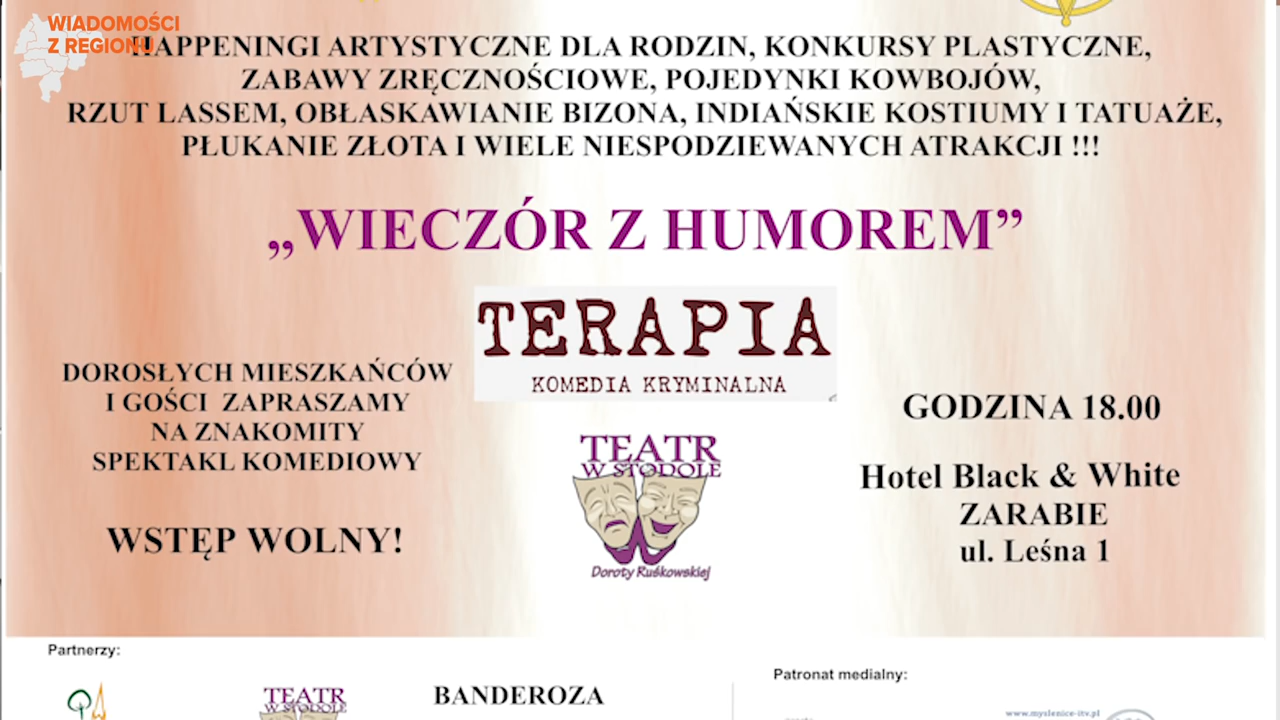 WIADOMOŚCI
Z REGIONU
HAPPENINGI ARTYSTYCZNE DLA RODZIN, KONKURSY PLASTYCZNE,
ZABAWY ZRĘCZNOŚCIOWE, POJEDYNKI KOWBOJÓW,
RZUT LASSEM, OBŁASKAWIANIE BIZONA, INDIAŃSKIE KOSTIUMY I TATUAŻE,
PŁUKANIE ZŁOTA I WIELE NIESPODZIEWANYCH ATRAKCJI !!!
„WIECZÓR Z HUMOREM”
TERAPIA
KOMEDIA KRYMINALNA
DOROSŁYCH MIESZKAŃCÓW
I GOŚCI ZAPRASZAMY
NA ZNAKOMITY
SPEKTAKL KOMEDIOWY
WSTĘP WOLNY!
TEATR
W STODOLE
Doroty Ruśkowskiej
GODZINA 18.00
Hotel Black & White
ZARABIE
ul. Leśna 1
Partnerzy:
TEATR
W STODOLE
BANDEROZA
Patronat medialny:
www.myslenice-itv.pl